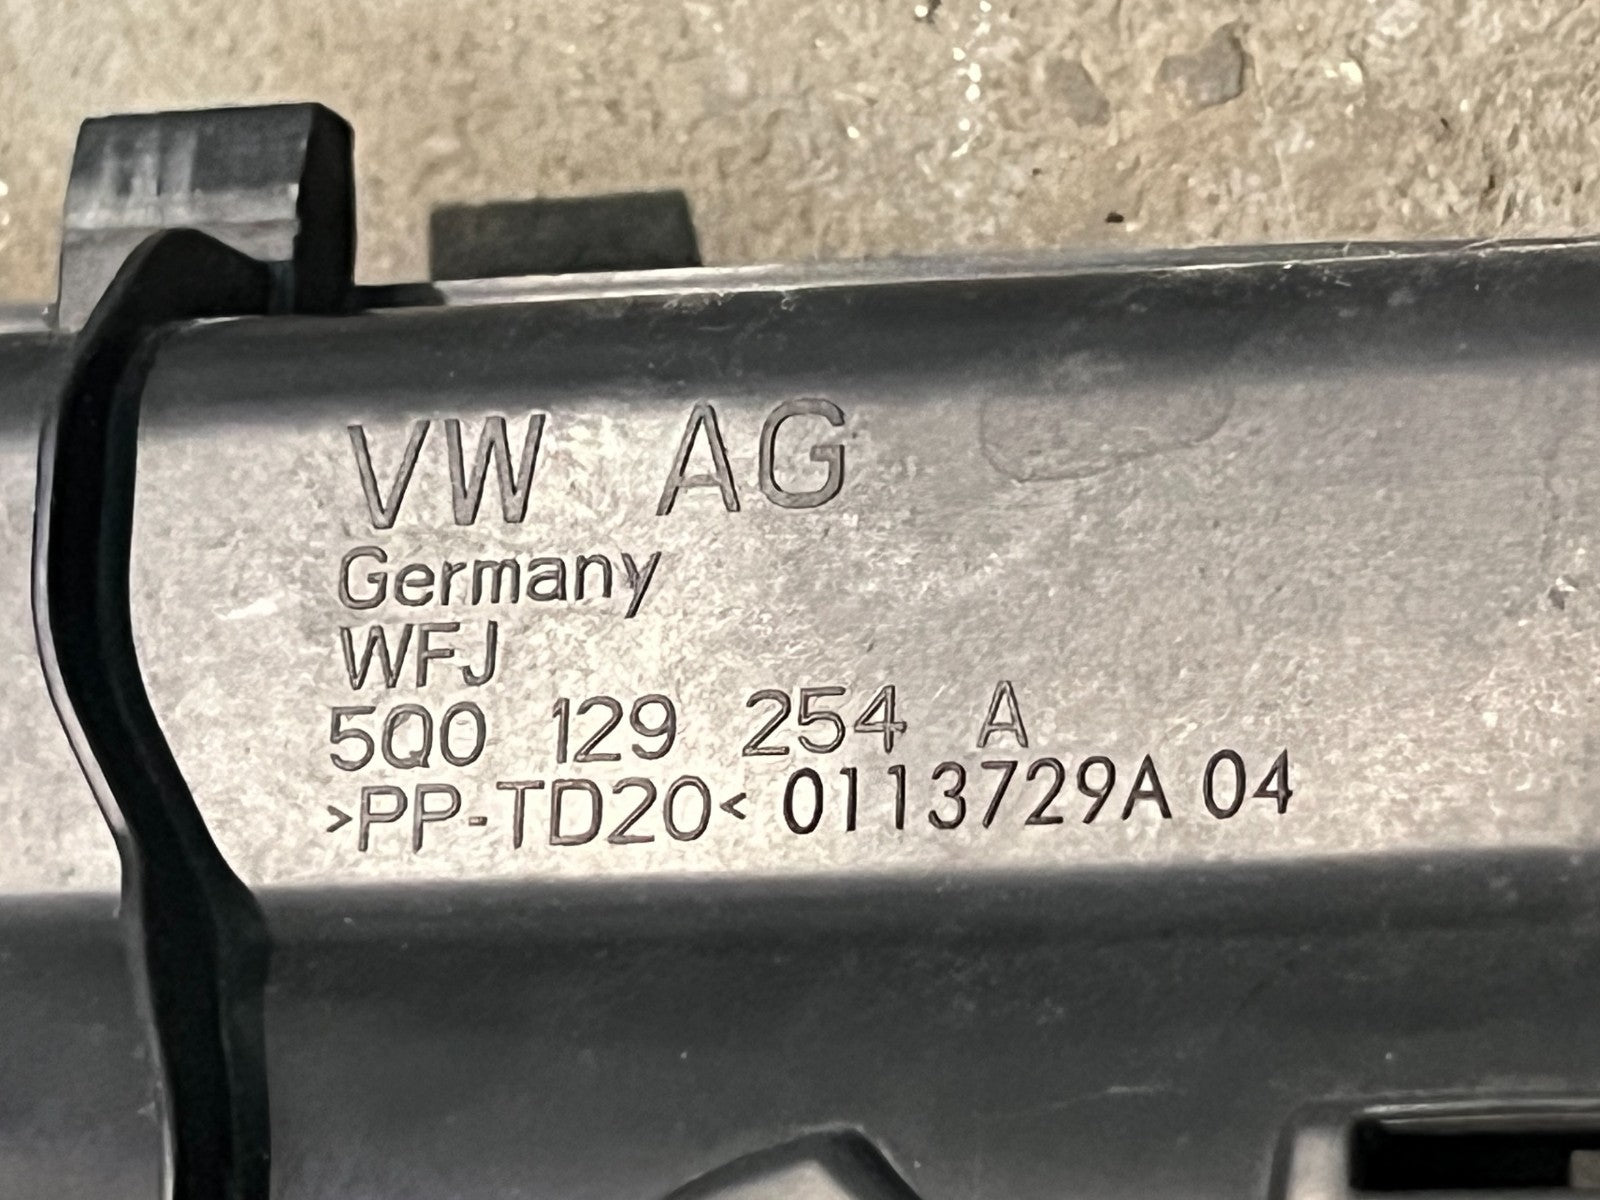 VW AG
Germany
WFJ
5Q0 129 254 A
>PP-TD20< 0113729A 04